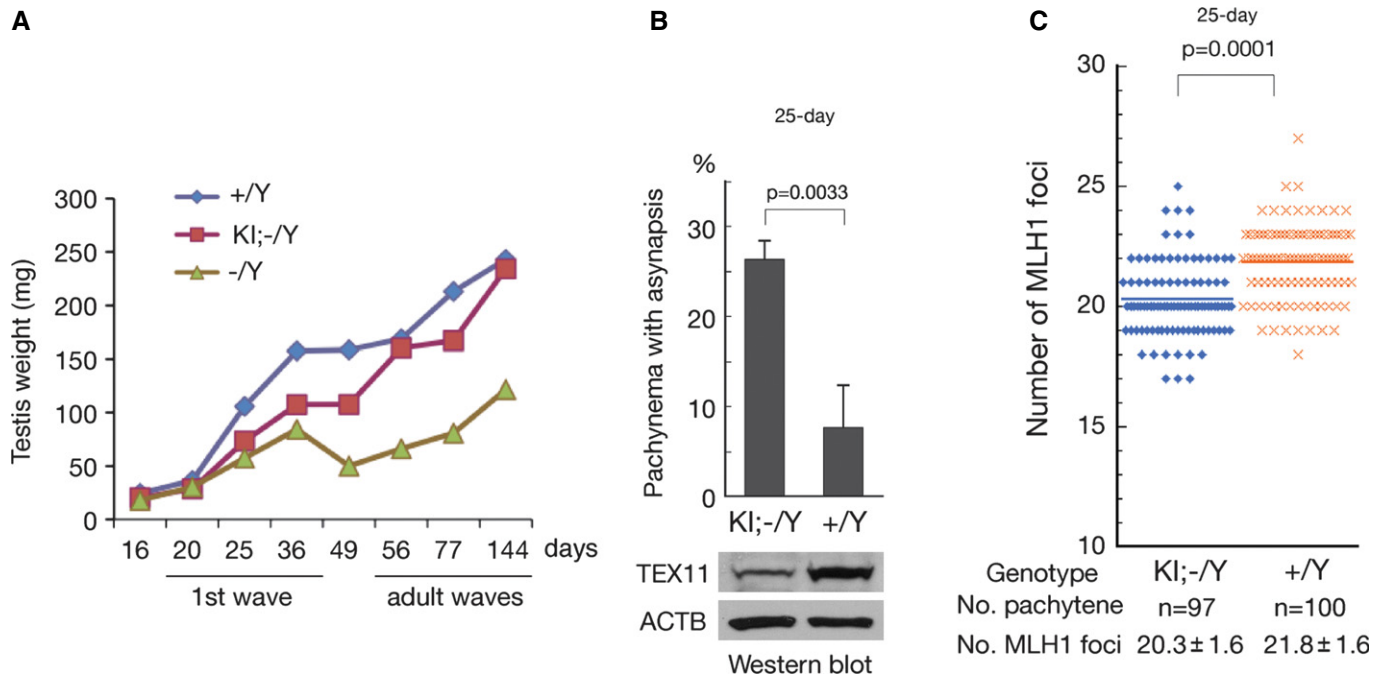 A
300
250
200
150
100
50
0
Testis weight (mg)
+/Y
KI;-/Y
-/Y
16 20 25 36 49 56 77 144 days
1st wave adult waves
B
25-day
%
p=0.0033
30
20
10
0
Pachynema with asynapsis
KI;-/Y +/Y
TEX11
ACTB
Western blot
C
25-day
p=0.0001
30
25
20
15
10
Number of MLH1 foci
Genotype KI;-/Y +/Y
No. pachytene n=97 n=100
No. MLH1 foci 20.3±1.6 21.8±1.6